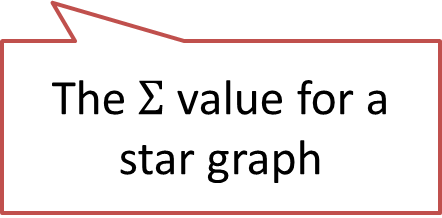 The Σ value for a
star graph